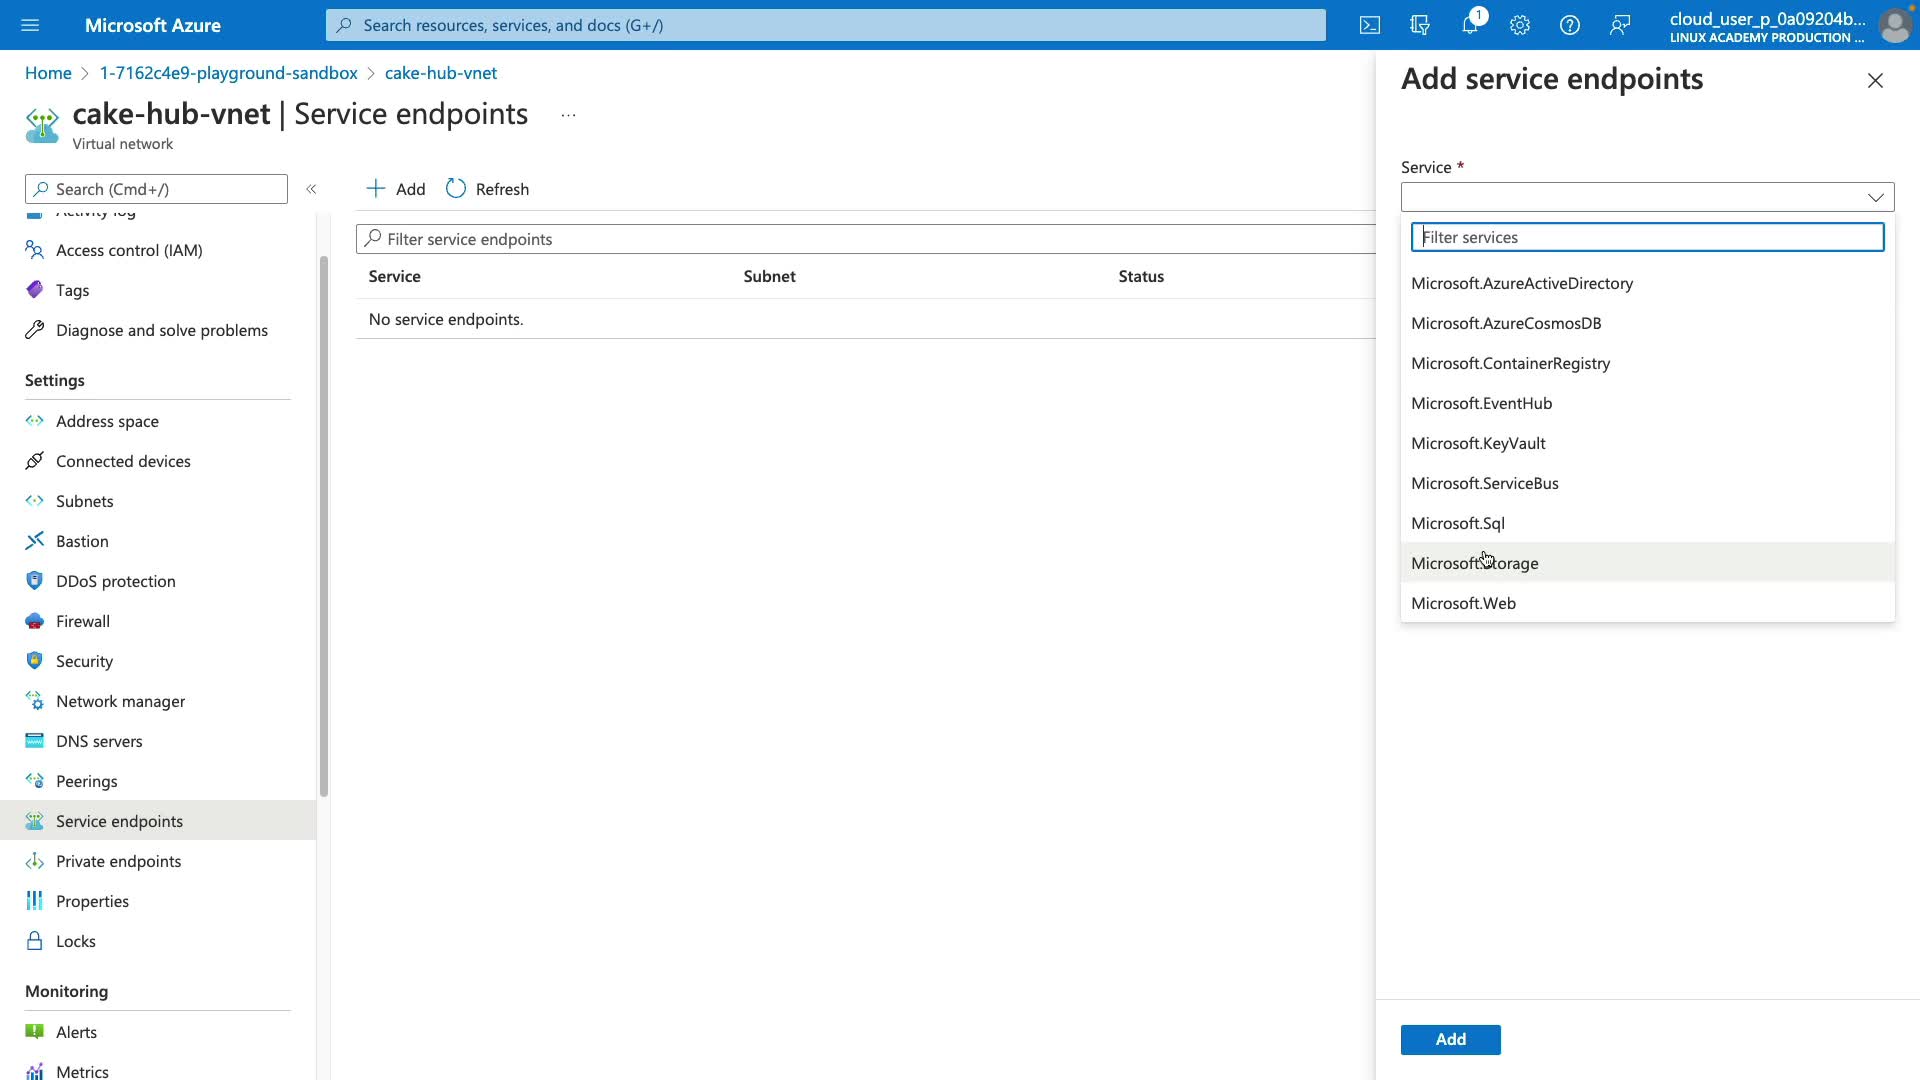 Microsoft Azure
Search resources, services, and docs (G+/)
1
cloud_user_p_0a09204b...
LINUX ACADEMY PRODUCTION ...
Home > 1-7162c4e9-playground-sandbox > cake-hub-vnet
cake-hub-vnet | Service endpoints ...
Virtual network
Search (Cmd+/)
«
Activity log
Access control (IAM)
Tags
Diagnose and solve problems
Settings
Address space
Connected devices
Subnets
Bastion
DDoS protection
Firewall
Security
Network manager
DNS servers
Peerings
Service endpoints
Private endpoints
Properties
Locks
Monitoring
Alerts
Metrics
Add
Refresh
Filter service endpoints
Service Subnet Status
No service endpoints.
Add service endpoints
Service *
Filter services
Microsoft.AzureActiveDirectory
Microsoft.AzureCosmosDB
Microsoft.ContainerRegistry
Microsoft.EventHub
Microsoft.KeyVault
Microsoft.ServiceBus
Microsoft.Sql
Microsoft.Storage
Microsoft.Web
Add